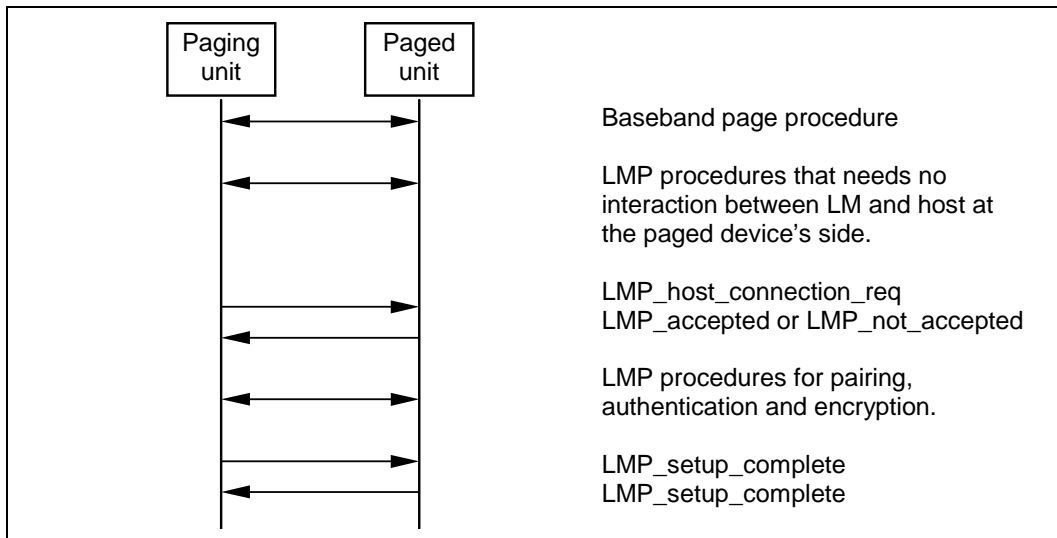 Paging
unit
Paged
unit
Baseband page procedure
LMP procedures that needs no
interaction between LM and host at
the paged device's side.
LMP_host_connection_req
LMP_accepted or LMP_not_accepted
LMP procedures for pairing,
authentication and encryption.
LMP_setup_complete
LMP_setup_complete